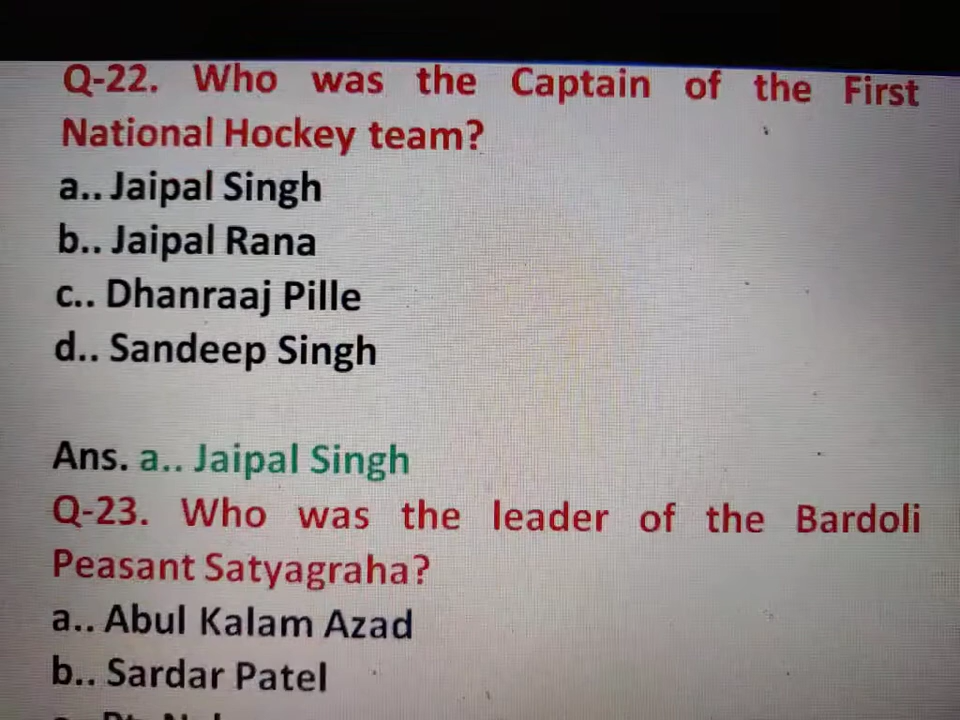 Q-22. Who was the Captain of the First
National Hockey team?
a.. Jaipal Singh
b.. Jaipal Rana
c.. Dhanraaj Pille
d.. Sandeep Singh
Ans. a.. Jaipal Singh
Q-23. Who was the leader of the Bardoli
Peasant Satyagraha?
a.. Abul Kalam Azad
b.. Sardar Patel